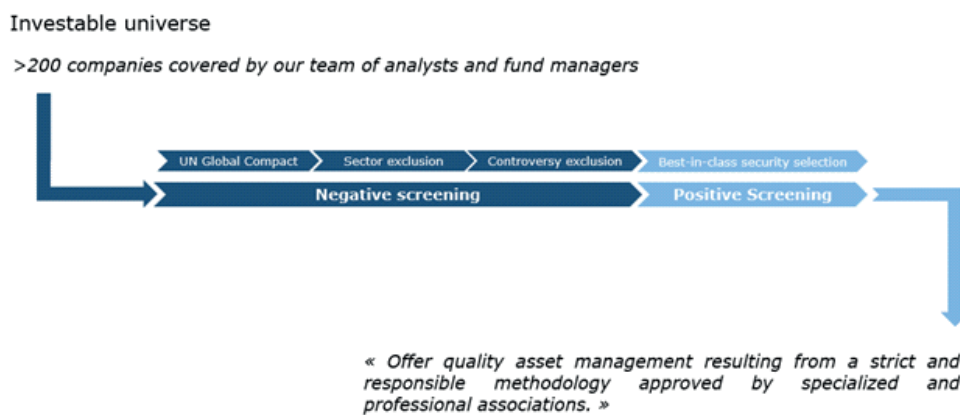 Investable universe
>200 companies covered by our team of analysts and fund managers
UN Global Compact
Sector exclusion
Controversy exclusion
Best-in-class security selection
Negative screening
Positive Screening
« Offer quality asset management resulting from a strict and
responsible methodology approved by specialized and
professional associations. »